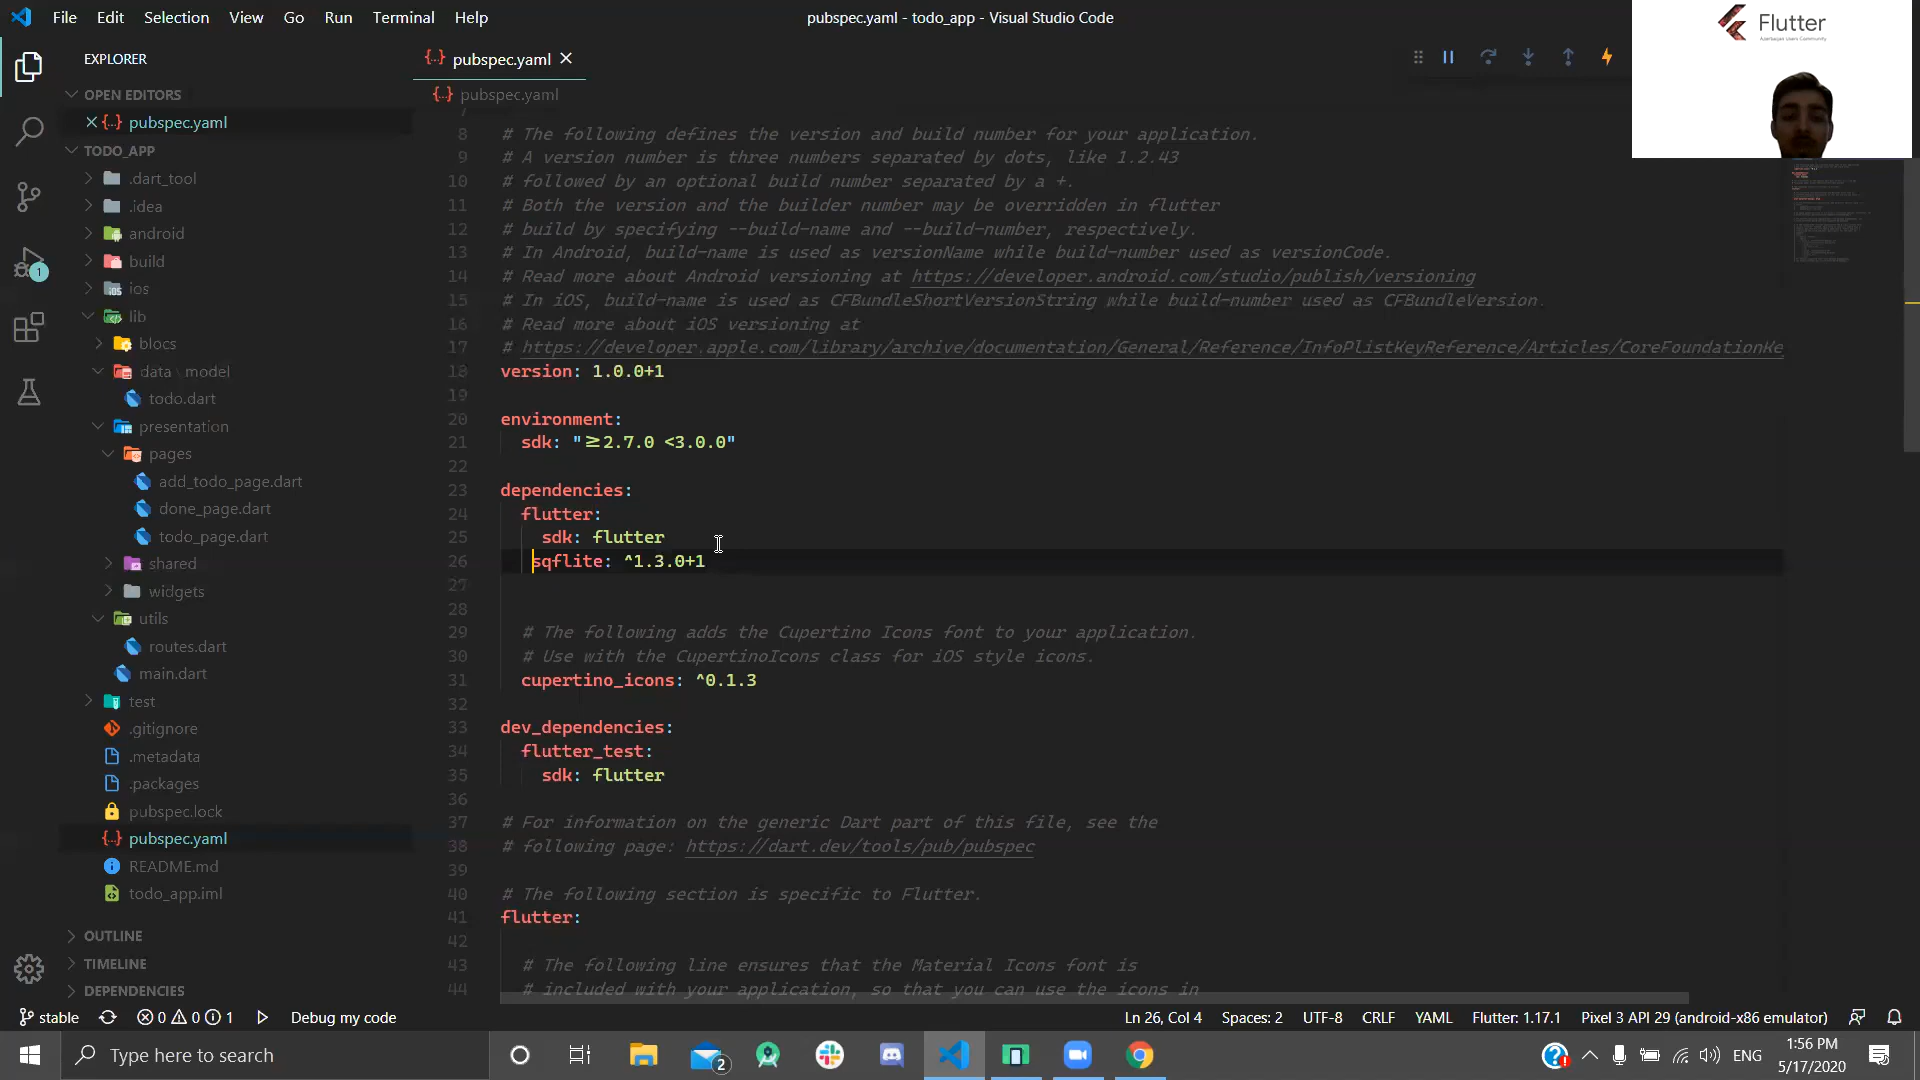 File Edit Selection View Go Run Terminal Help
pubspec.yaml - todo_app - Visual Studio Code
Flutter
EXPLORER
OPEN EDITORS
pubspec.yaml
TODO_APP
.dart_tool
.idea
android
build
ios
lib
blocs
data \ model
todo.dart
presentation
pages
add_todo_page.dart
done_page.dart
todo_page.dart
shared
widgets
utils
routes.dart
main.dart
test
.gitignore
.metadata
.packages
pubspec.lock
pubspec.yaml
README.md
todo_app.iml
OUTLINE
TIMELINE
DEPENDENCIES
1
{..} pubspec.yaml
{..} pubspec.yaml
8 # The following defines the version and build number for your application.
9 # A version number is three numbers separated by dots, like 1.2.43
10 # followed by an optional build number separated by a +.
11 # Both the version and the builder number may be overridden in flutter
12 # build by specifying --build-name and --build-number, respectively.
13 # In Android, build-name is used as versionName while build-number used as versionCode.
14 # Read more about Android versioning at https://developer.android.com/studio/publish/versioning
15 # In iOS, build-name is used as CFBundleShortVersionString while build-number used as CFBundleVersion.
16 # Read more about iOS versioning at
17 # https://developer.apple.com/library/archive/documentation/General/Reference/InfoPlistKeyReference/Articles/CoreFoundationKe
18 version: 1.0.0+1
19
20 environment:
21 sdk: "≥2.7.0 <3.0.0"
22
23 dependencies:
24 flutter:
25 sdk: flutter
26 sqflite: ^1.3.0+1
27
28
29 # The following adds the Cupertino Icons font to your application.
30 # Use with the CupertinoIcons class for iOS style icons.
31 cupertino_icons: ^0.1.3
32
33 dev_dependencies:
34 flutter_test:
35 sdk: flutter
36
37 # For information on the generic Dart part of this file, see the
38 # following page: https://dart.dev/tools/pub/pubspec
39
40 # The following section is specific to Flutter.
41 flutter:
42
43 # The following line ensures that the Material Icons font is
44 # included with your application, so that you can use the icons in
stable 0 0 1 Debug my code
Ln 26, Col 4 Spaces: 2 UTF-8 CRLF YAML Flutter: 1.17.1 Pixel 3 API 29 (android-x86 emulator)
Type here to search
2
ENG
1:56 PM
5/17/2020